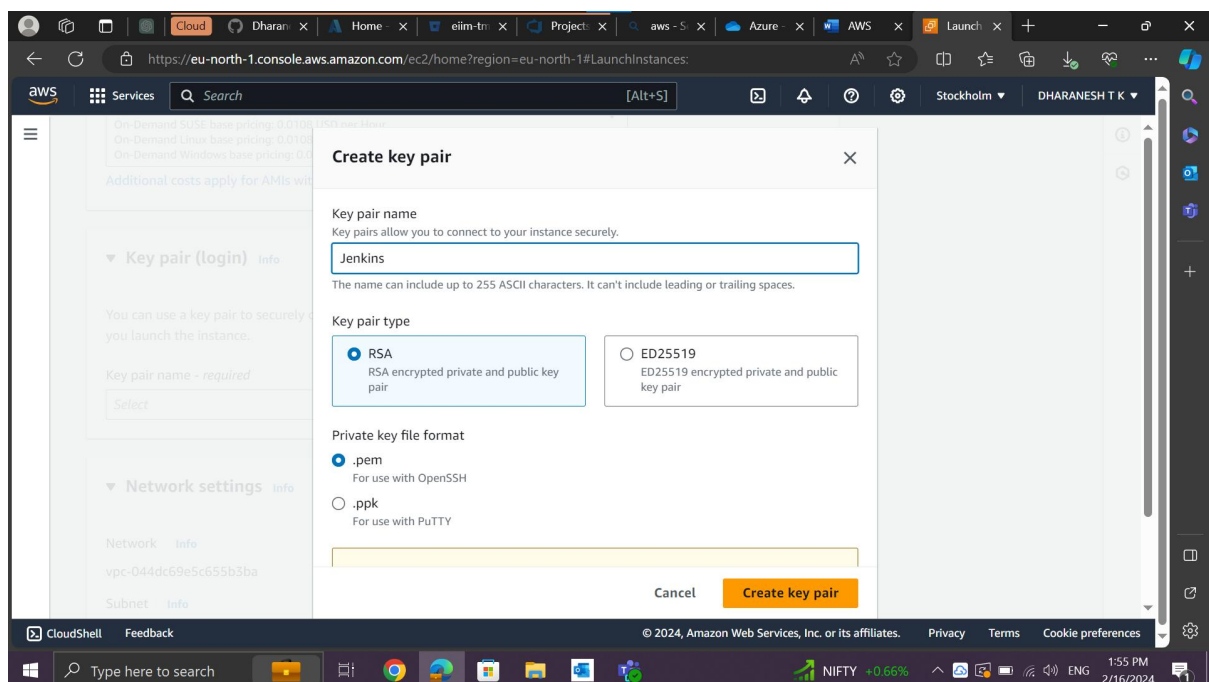 Cloud
Dharan
Home -
eiim-tm
Projects
aws - S
Azure -
AWS
Launch
https://eu-north-1.console.aws.amazon.com/ec2/home?region=eu-north-1#LaunchInstances:
aws
Services
Search
[Alt+S]
Stockholm
DHARANESH T K
On-Demand SUSE base pricing: 0.0108 USD per Hour
On-Demand Linux base pricing: 0.0108
On-Demand Windows base pricing: 0.0
Additional costs apply for AMIs wit
Create key pair
Key pair name
Key pairs allow you to connect to your instance securely.
Jenkins
The name can include up to 255 ASCII characters. It can't include leading or trailing spaces.
Key pair (login) Info
You can use a key pair to securely c
you launch the instance.
Key pair name - required
Select
Key pair type
RSA
RSA encrypted private and public key
pair
ED25519
ED25519 encrypted private and public
key pair
Private key file format
.pem
For use with OpenSSH
.ppk
For use with PuTTY
Network settings Info
Network Info
vpc-044dc69e5c655b3ba
Subnet Info
Cancel
Create key pair
CloudShell
Feedback
© 2024, Amazon Web Services, Inc. or its affiliates.
Privacy
Terms
Cookie preferences
Type here to search
NIFTY +0.66%
ENG
1:55 PM
2/16/2024
1